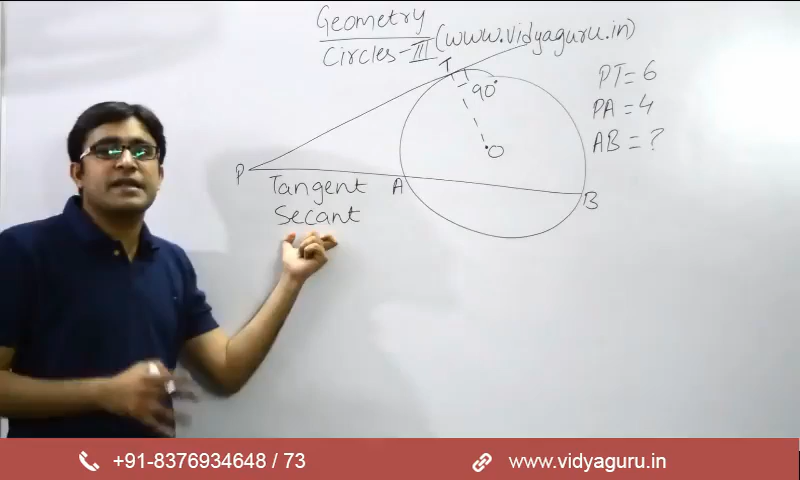 Geometry
Circles-III (www.vidyaguru.in)
T
90°
PT=6
PA=4
AB=?
O
P
Tangent
A
B
Secant
+91-8376934648 / 73
www.vidyaguru.in